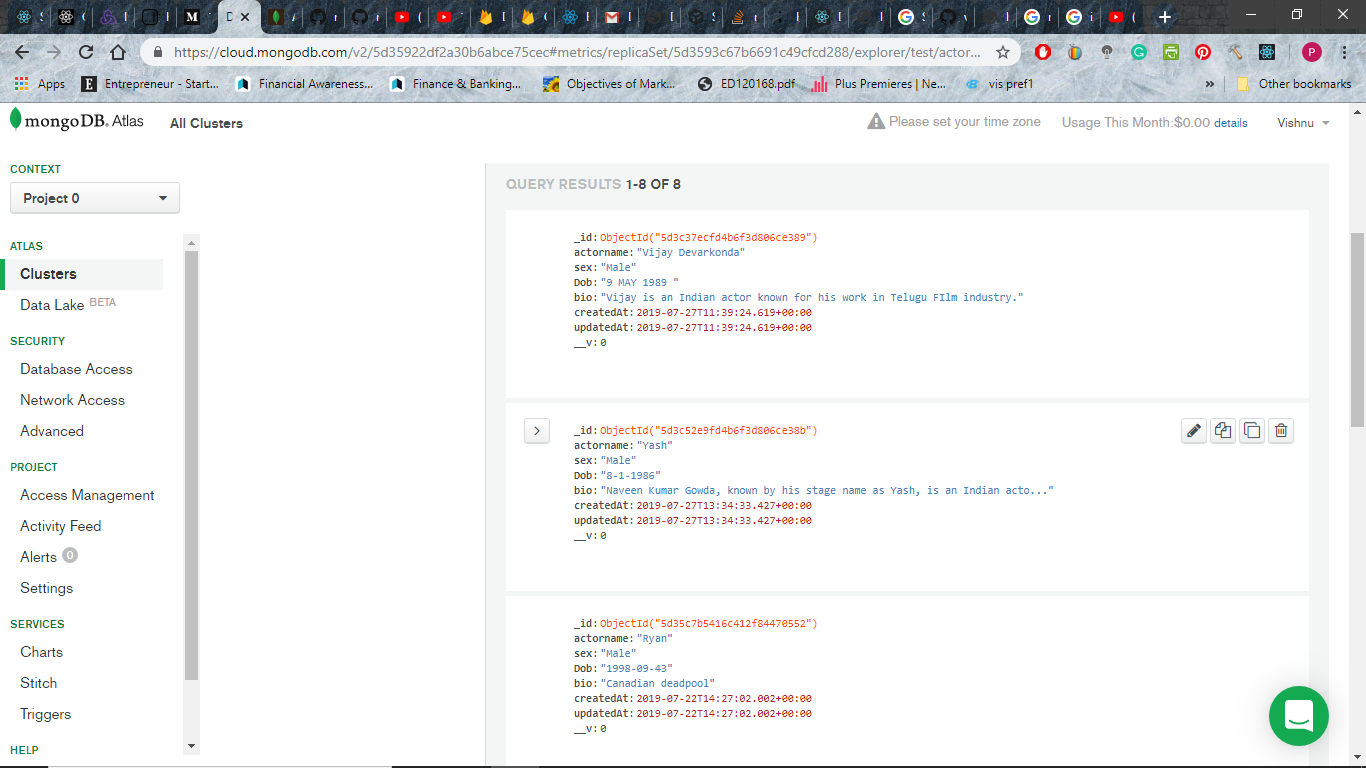 https://cloud.mongodb.com/v2/5d35922df2a30b6abce75cec#metrics/replicaSet/5d3593c67b6691c49cfcd288/explorer/test/actor...
Apps Entrepreneur - Start... Financial Awareness... Finance & Banking... Objectives of Mark... ED120168.pdf Plus Premieres | Ne... vis pref1 » Other bookmarks
mongoDB. Atlas All Clusters Please set your time zone Usage This Month:$0.00 details Vishnu
CONTEXT
Project 0
ATLAS
Clusters
Data Lake BETA
SECURITY
Database Access
Network Access
Advanced
PROJECT
Access Management
Activity Feed
Alerts 0
Settings
SERVICES
Charts
Stitch
Triggers
HELP
QUERY RESULTS 1-8 OF 8
_id: ObjectId("5d3c37ecfd4b6f3d806ce389")
actorname: "Vijay Devarkonda"
sex: "Male"
Dob: "9 MAY 1989 "
bio: "Vijay is an Indian actor known for his work in Telugu FIlm industry."
createdAt: 2019-07-27T11:39:24.619+00:00
updatedAt: 2019-07-27T11:39:24.619+00:00
__v: 0
_id: ObjectId("5d3c52e9fd4b6f3d806ce38b")
actorname: "Yash"
sex: "Male"
Dob: "8-1-1986"
bio: "Naveen Kumar Gowda, known by his stage name as Yash, is an Indian acto..."
createdAt: 2019-07-27T13:34:33.427+00:00
updatedAt: 2019-07-27T13:34:33.427+00:00
__v: 0
_id: ObjectId("5d35c7b5416c412f84470552")
actorname: "Ryan"
sex: "Male"
Dob: "1998-09-43"
bio: "Canadian deadpool"
createdAt: 2019-07-22T14:27:02.002+00:00
updatedAt: 2019-07-22T14:27:02.002+00:00
__v: 0